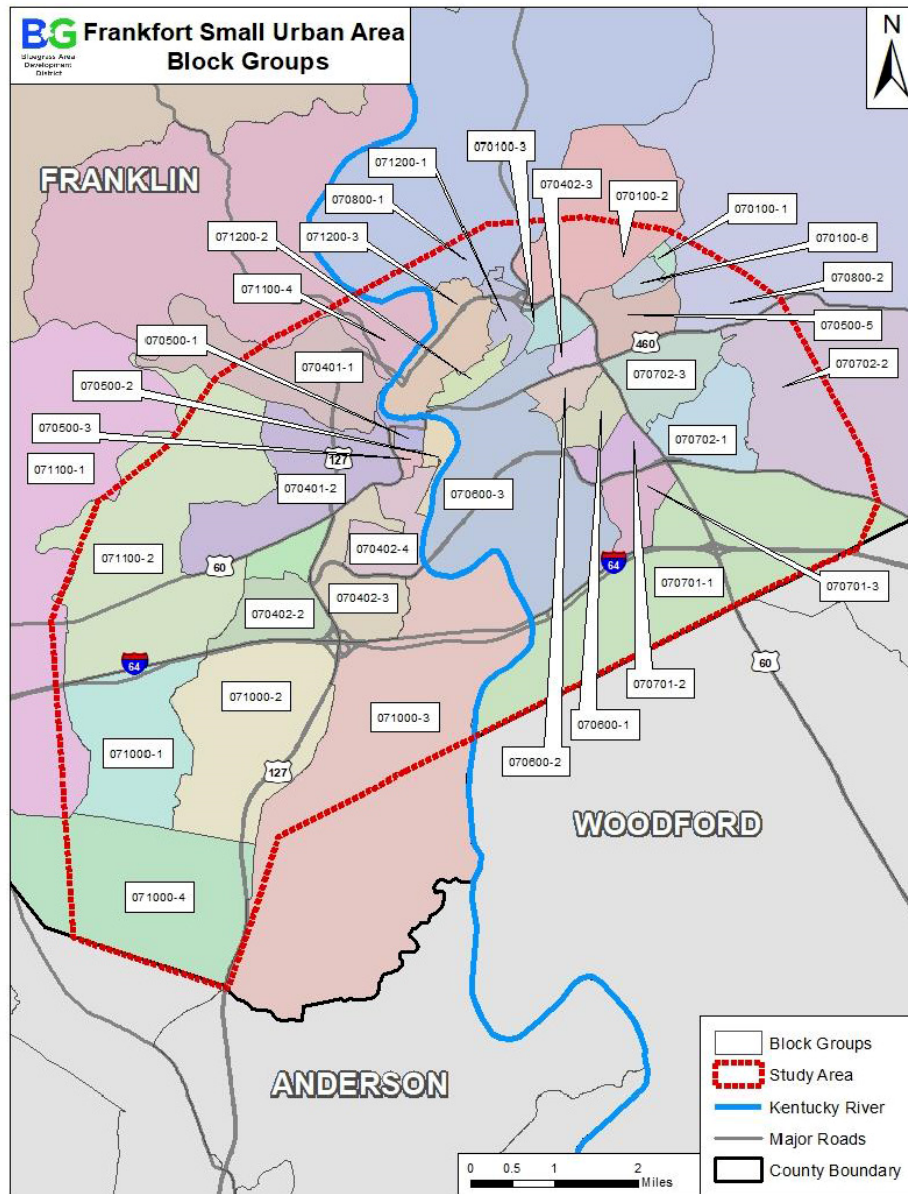 BG
Bluegrass Area
Development
District
Frankfort Small Urban Area
Block Groups
N
FRANKLIN
070100-3
071200-1
070402-3
070800-1
070100-2
070100-1
071200-2
071200-3
070100-6
070800-2
071100-4
070500-5
070500-1
460
070401-1
070702-3
070702-2
070500-2
070500-3
070702-1
071100-1
127
070401-2
070600-3
071100-2
070402-4
60
64
070701-1
070402-2
070402-3
070701-3
64
60
071000-2
070701-2
071000-3
070600-1
071000-1
070600-2
127
WOODFORD
071000-4
ANDERSON
Block Groups
Study Area
Kentucky River
Major Roads
County Boundary
0 0.5 1 2
Miles